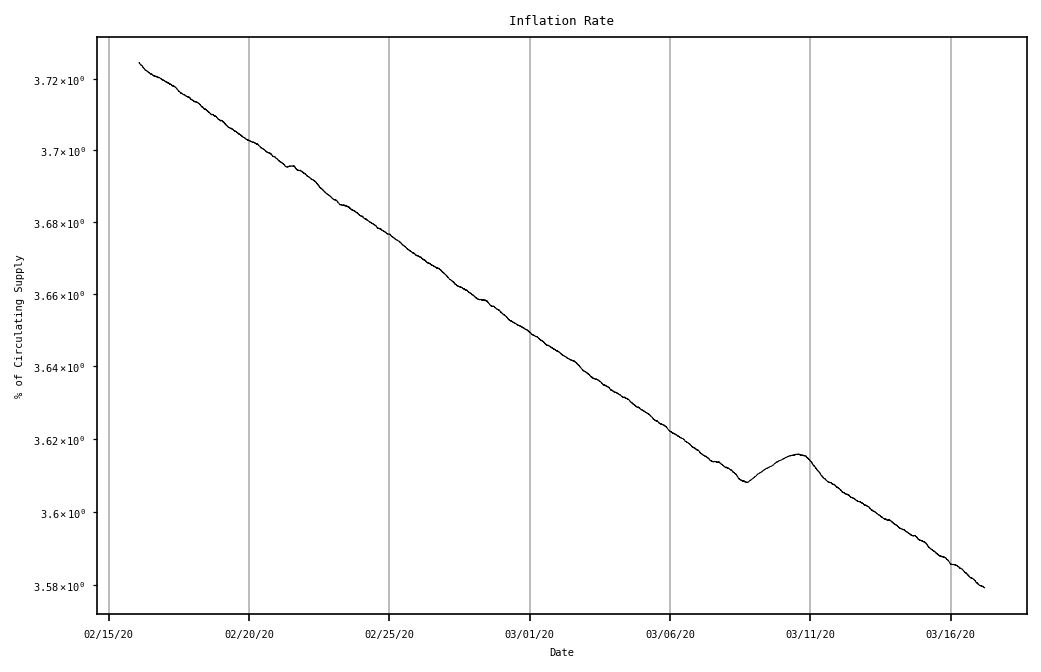 Inflation Rate
3.72×10⁰
3.7×10⁰
3.68×10⁰
3.66×10⁰
3.64×10⁰
3.62×10⁰
3.6×10⁰
3.58×10⁰
% of Circulating Supply
02/15/20 02/20/20 02/25/20 03/01/20 03/06/20 03/11/20 03/16/20
Date